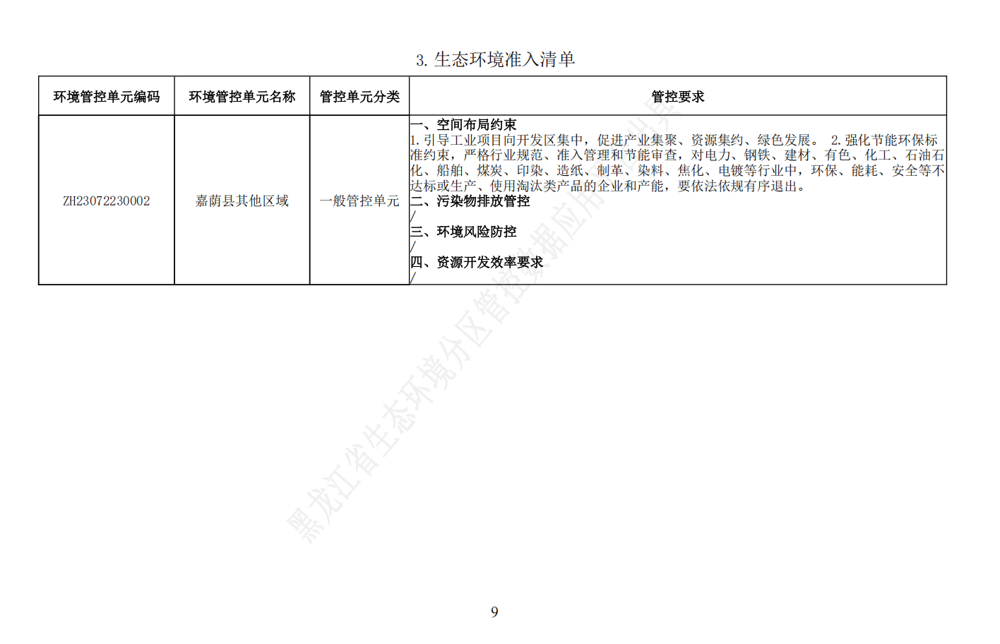 3. 生态环境准入清单
环境管控单元编码
环境管控单元名称
管控单元分类
管控要求
ZH23072230002
嘉荫县其他区域
一般管控单元
一、空间布局约束
1.引导工业项目向开发区集中，促进产业集聚、资源集约、绿色发展。 2.强化节能环保标
准约束，严格行业规范、准入管理和节能审查，对电力、钢铁、建材、有色、化工、石油石
化、船舶、煤炭、印染、造纸、制革、染料、焦化、电镀等行业中，环保、能耗、安全等不
达标或生产、使用淘汰类产品的企业和产能，要依法依规有序退出。
二、污染物排放管控
/
三、环境风险防控
/
四、资源开发效率要求
/
黑龙江省生态环境分区管控数据应用平台出具
9